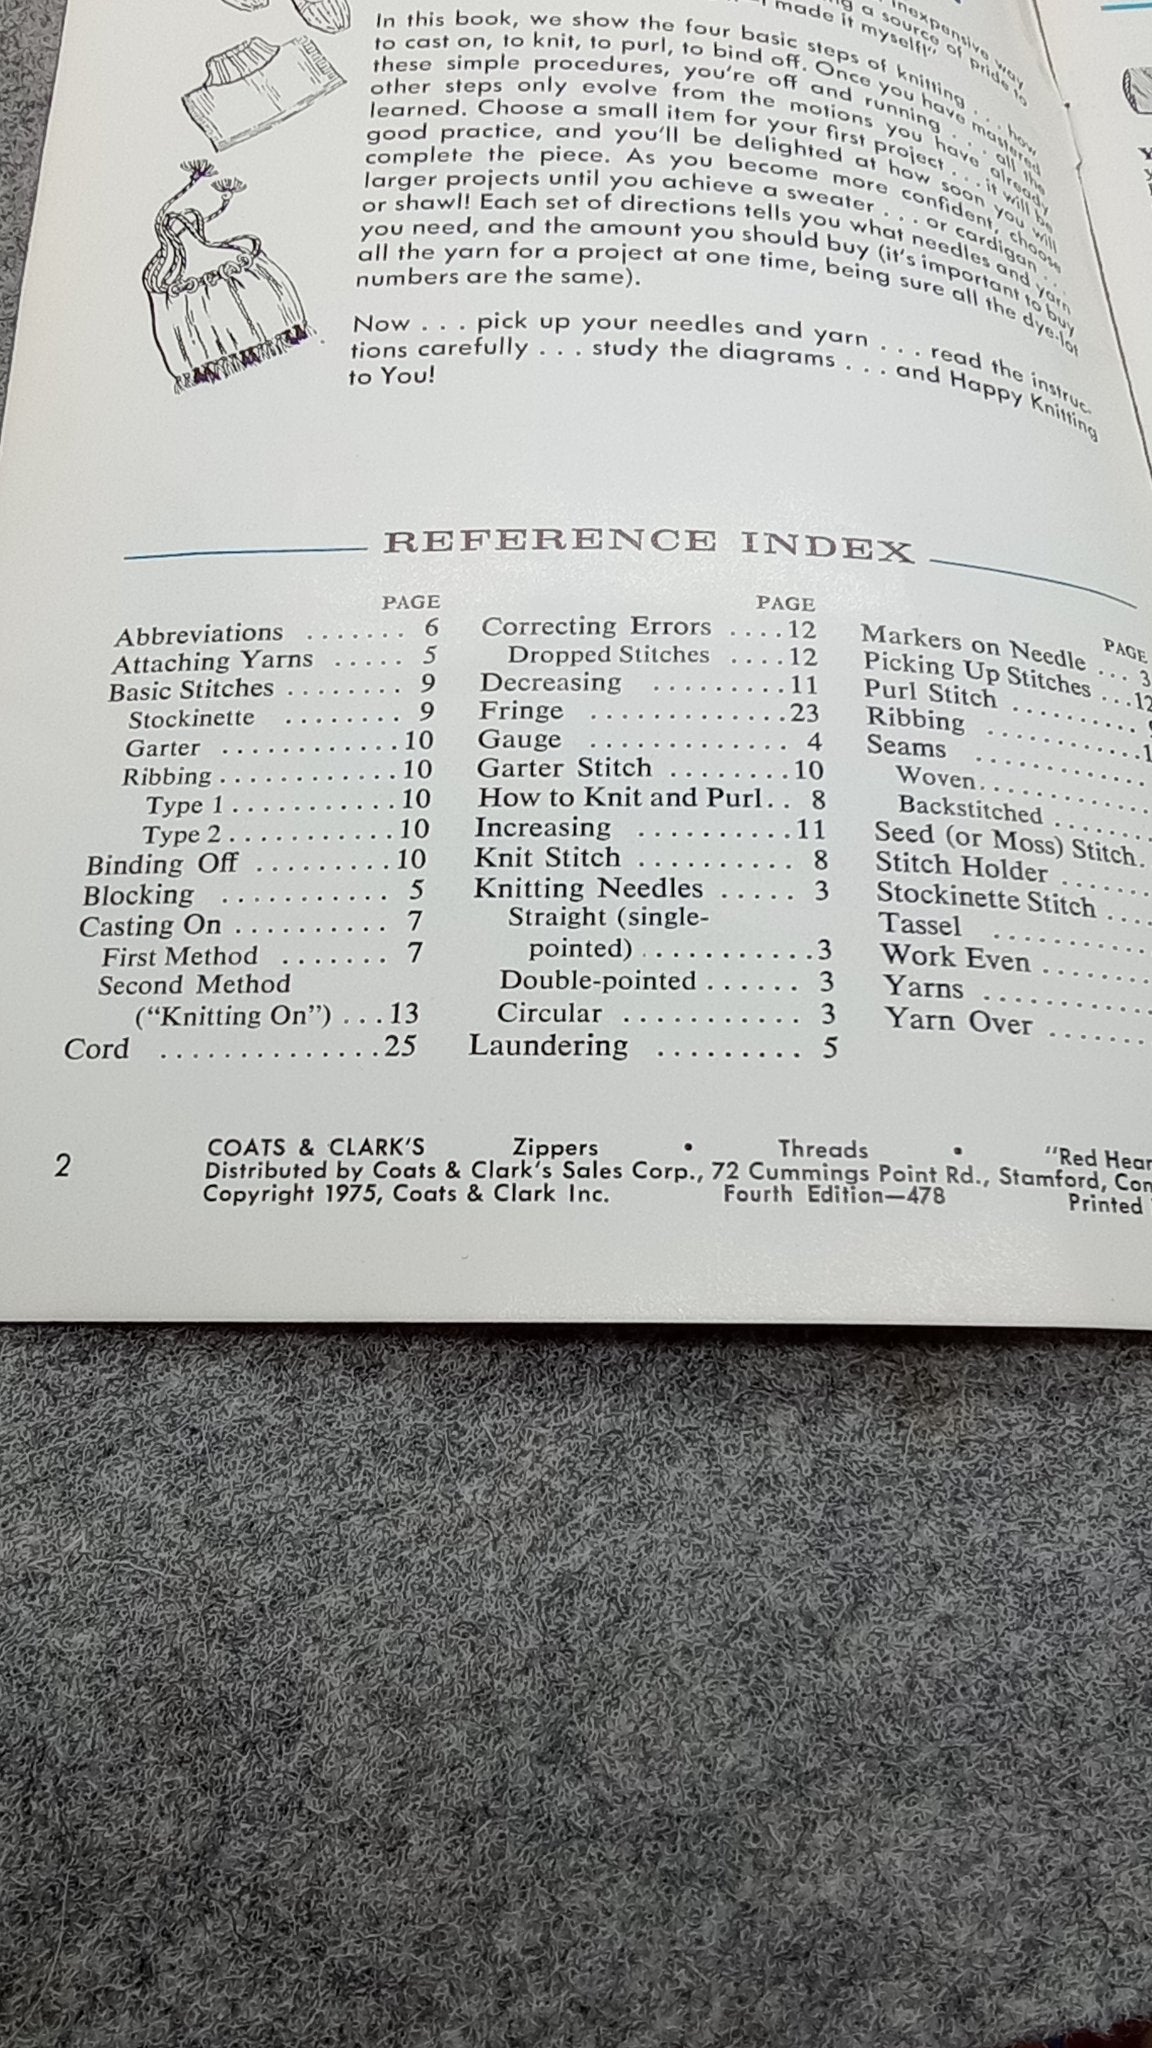 inexpensive way
g a source of pride to
made it myself!"
In this book, we show the four basic steps of knitting . . . how
to cast on, to knit, to purl, to bind off. Once you have mastered
these simple procedures, you're off and running . . . all the
other steps only evolve from the motions you have already
learned. Choose a small item for your first project . . . it will be
good practice, and you'll be delighted at how soon you will
complete the piece. As you become more confident, choose
larger projects until you achieve a sweater . . . or cardigan . . .
or shawl! Each set of directions tells you what needles and yarn
you need, and the amount you should buy (it's important to buy
all the yarn for a project at one time, being sure all the dye-lot
numbers are the same).
Now . . . pick up your needles and yarn . . . read the instruc-
tions carefully . . . study the diagrams . . . and Happy Knitting
to You!
REFERENCE INDEX
PAGE
Abbreviations ....... 6
Attaching Yarns ..... 5
Basic Stitches ........ 9
Stockinette ........ 9
Garter ............ 10
Ribbing ............ 10
Type 1 ........... 10
Type 2 ........... 10
Binding Off ......... 10
Blocking ........... 5
Casting On .......... 7
First Method ....... 7
Second Method
("Knitting On") ... 13
Cord .............. 25
PAGE
Correcting Errors .... 12
Dropped Stitches .... 12
Decreasing ......... 11
Fringe ............. 23
Gauge ............. 4
Garter Stitch ........ 10
How to Knit and Purl .. 8
Increasing .......... 11
Knit Stitch .......... 8
Knitting Needles ..... 3
Straight (single-
pointed) ........... 3
Double-pointed ...... 3
Circular ........... 3
Laundering ......... 5
PAGE
Markers on Needle ... 3
Picking Up Stitches ... 12
Purl Stitch ..........
Ribbing ............
Seams .............
Woven.............
Backstitched ........
Seed (or Moss) Stitch.
Stitch Holder .......
Stockinette Stitch ....
Tassel ............
Work Even ........
Yarns ............
Yarn Over .......
2
COATS & CLARK'S Zippers • Threads • "Red Hear
Distributed by Coats & Clark's Sales Corp., 72 Cummings Point Rd., Stamford, Con
Copyright 1975, Coats & Clark Inc. Fourth Edition—478 Printed